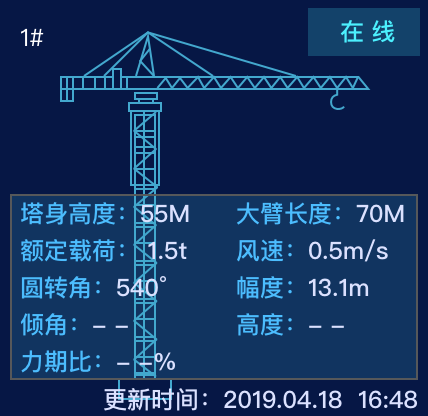 1#
在线
塔身高度：55M 大臂长度：70M
额定载荷：1.5t 风速：0.5m/s
圆转角：540° 幅度：13.1m
倾角：– – 高度：– –
力期比：– –%
更新时间：2019.04.18 16:48